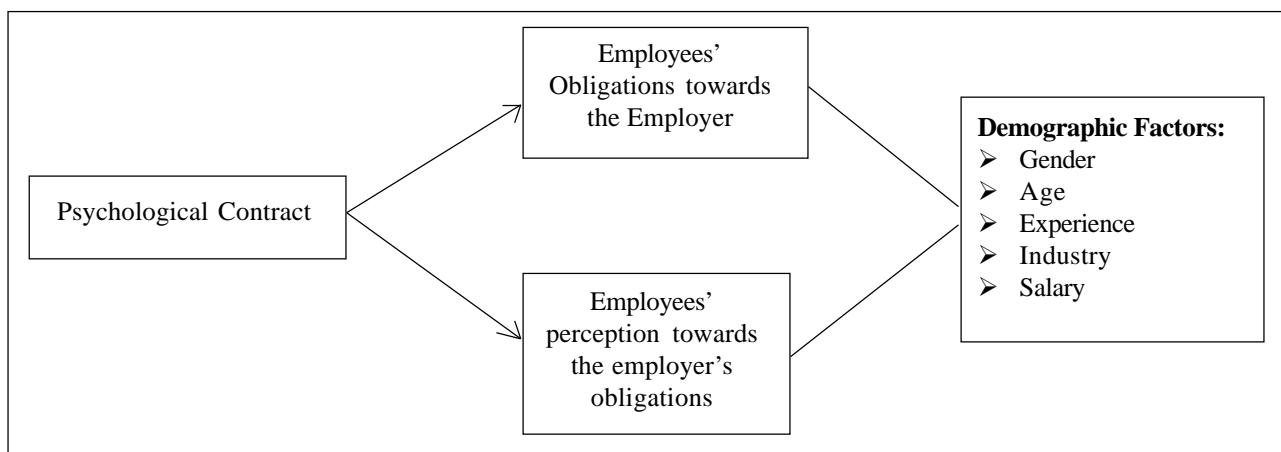 Psychological Contract
Employees’
Obligations towards
the Employer
Employees’
perception towards
the employer’s
obligations
Demographic Factors:
➢ Gender
➢ Age
➢ Experience
➢ Industry
➢ Salary